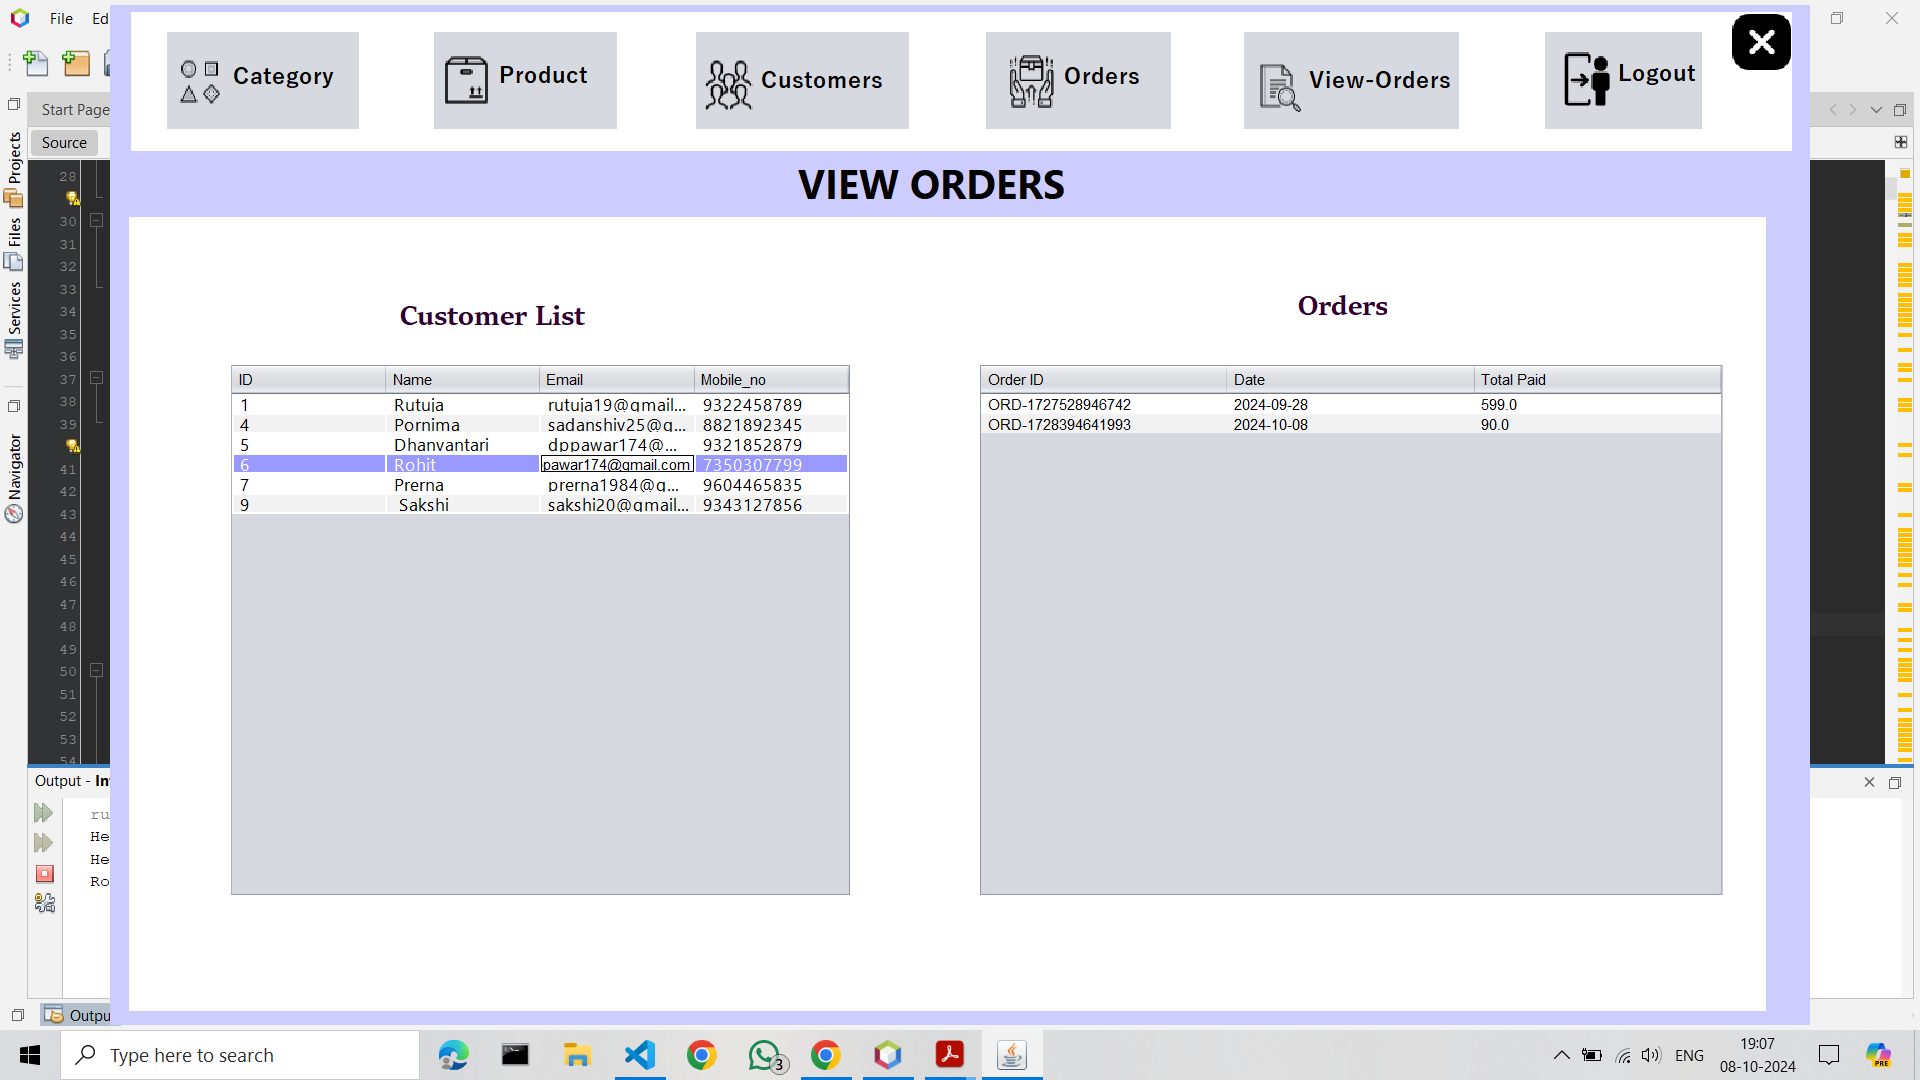 File Ed
Category
Product
Customers
Orders
View-Orders
Logout
Start Page
Source
VIEW ORDERS
Projects
Files
Services
Navigator
28
30
31
32
33
34
35
36
37
38
39
41
42
43
44
45
46
47
48
49
50
51
52
53
54
Customer List
ID Name Email Mobile_no
1 Rutuja rutuja19@gmail... 9322458789
4 Pornima sadanshiv25@g... 8821892345
5 Dhanvantari dppawar174@... 9321852879
6 Rohit pawar174@gmail.com 7350307799
7 Prerna prerna1984@g... 9604465835
9 Sakshi sakshi20@gmail... 9343127856
Orders
Order ID Date Total Paid
ORD-1727528946742 2024-09-28 599.0
ORD-1728394641993 2024-10-08 90.0
Output - In
ru
He
He
Ro
Outpu
Type here to search
3
ENG
19:07
08-10-2024
PRE